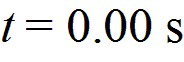 t = 0.00 s